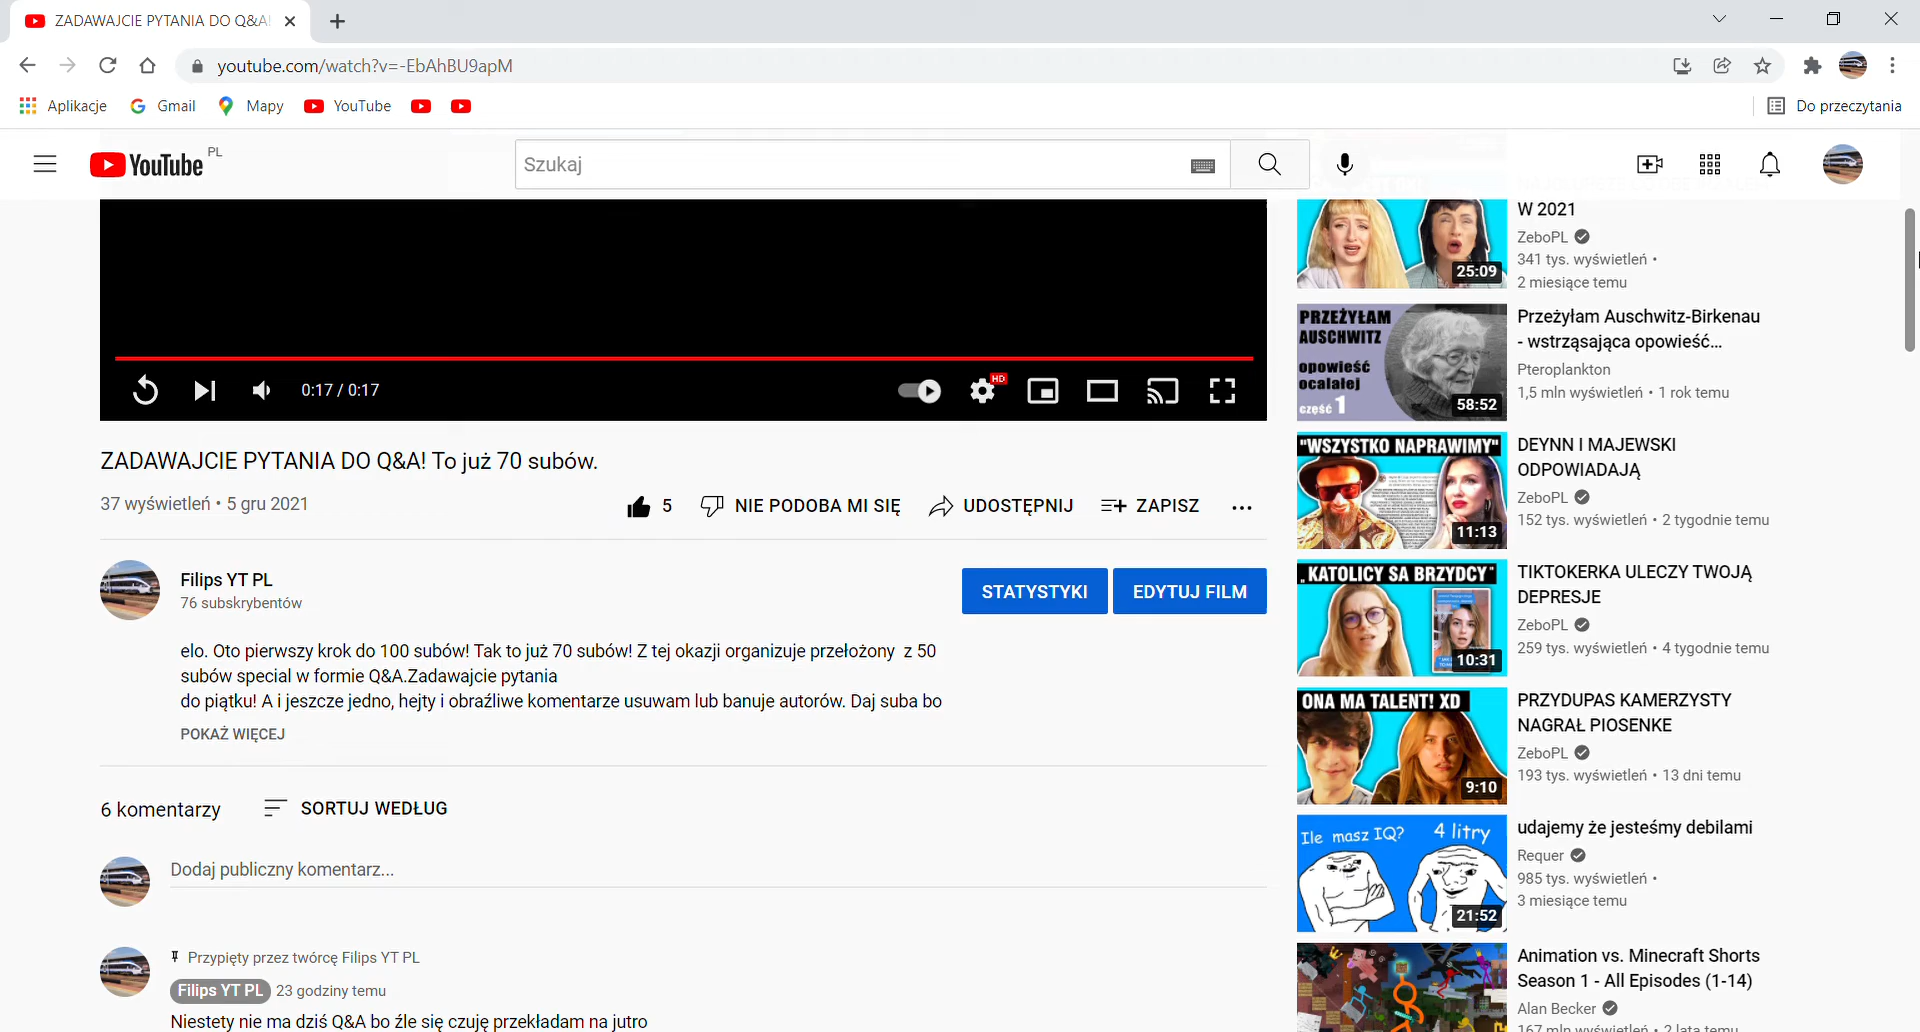 ZADAWAJCIE PYTANIA DO Q&A!
youtube.com/watch?v=-EbAhBU9apM
Aplikacje
Gmail
Mapy
YouTube
Do przeczytania
YouTube PL
Szukaj
0:17 / 0:17
HD
ZADAWAJCIE PYTANIA DO Q&A! To już 70 subów.
37 wyświetleń • 5 gru 2021
5
NIE PODOBA MI SIĘ
UDOSTĘPNIJ
ZAPISZ
Filips YT PL
76 subskrybentów
STATYSTYKI
EDYTUJ FILM
elo. Oto pierwszy krok do 100 subów! Tak to już 70 subów! Z tej okazji organizuje przełożony  z 50
subów special w formie Q&A.Zadawajcie pytania
do piątku! A i jeszcze jedno, hejty i obraźliwe komentarze usuwam lub banuje autorów. Daj suba bo
POKAŻ WIĘCEJ
6 komentarzy
SORTUJ WEDŁUG
Dodaj publiczny komentarz...
Przypięty przez twórcę Filips YT PL
Filips YT PL 23 godziny temu
Niestety nie ma dziś Q&A bo źle się czuję przekładam na jutro
25:09
W 2021
ZeboPL
341 tys. wyświetleń •
2 miesiące temu
PRZEŻYŁAM
AUSCHWITZ
opowieść
ocalałej
część 1
58:52
Przeżyłam Auschwitz-Birkenau
- wstrząsająca opowieść...
Pteroplankton
1,5 mln wyświetleń • 1 rok temu
"WSZYSTKO NAPRAWIMY"
11:13
DEYNN I MAJEWSKI
ODPOWIADAJĄ
ZeboPL
152 tys. wyświetleń • 2 tygodnie temu
„KATOLICY SA BRZYDCY"
10:31
TIKTOKERKA ULECZY TWOJĄ
DEPRESJE
ZeboPL
259 tys. wyświetleń • 4 tygodnie temu
ONA MA TALENT! XD
9:10
PRZYDUPAS KAMERZYSTY
NAGRAŁ PIOSENKE
ZeboPL
193 tys. wyświetleń • 13 dni temu
Ile masz IQ? 4 litry
21:52
udajemy że jesteśmy debilami
Requer
985 tys. wyświetleń •
3 miesiące temu
Animation vs. Minecraft Shorts
Season 1 - All Episodes (1-14)
Alan Becker
167 mln wyświetleń • 2 lata temu